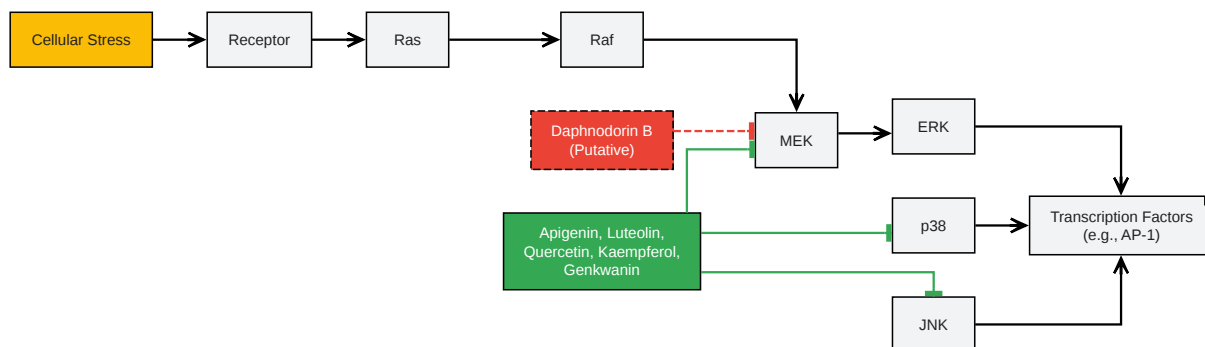 Cellular Stress
Receptor
Ras
Raf
Daphnodorin B
(Putative)
MEK
ERK
Apigenin, Luteolin,
Quercetin, Kaempferol,
Genkwanin
p38
Transcription Factors
(e.g., AP-1)
JNK